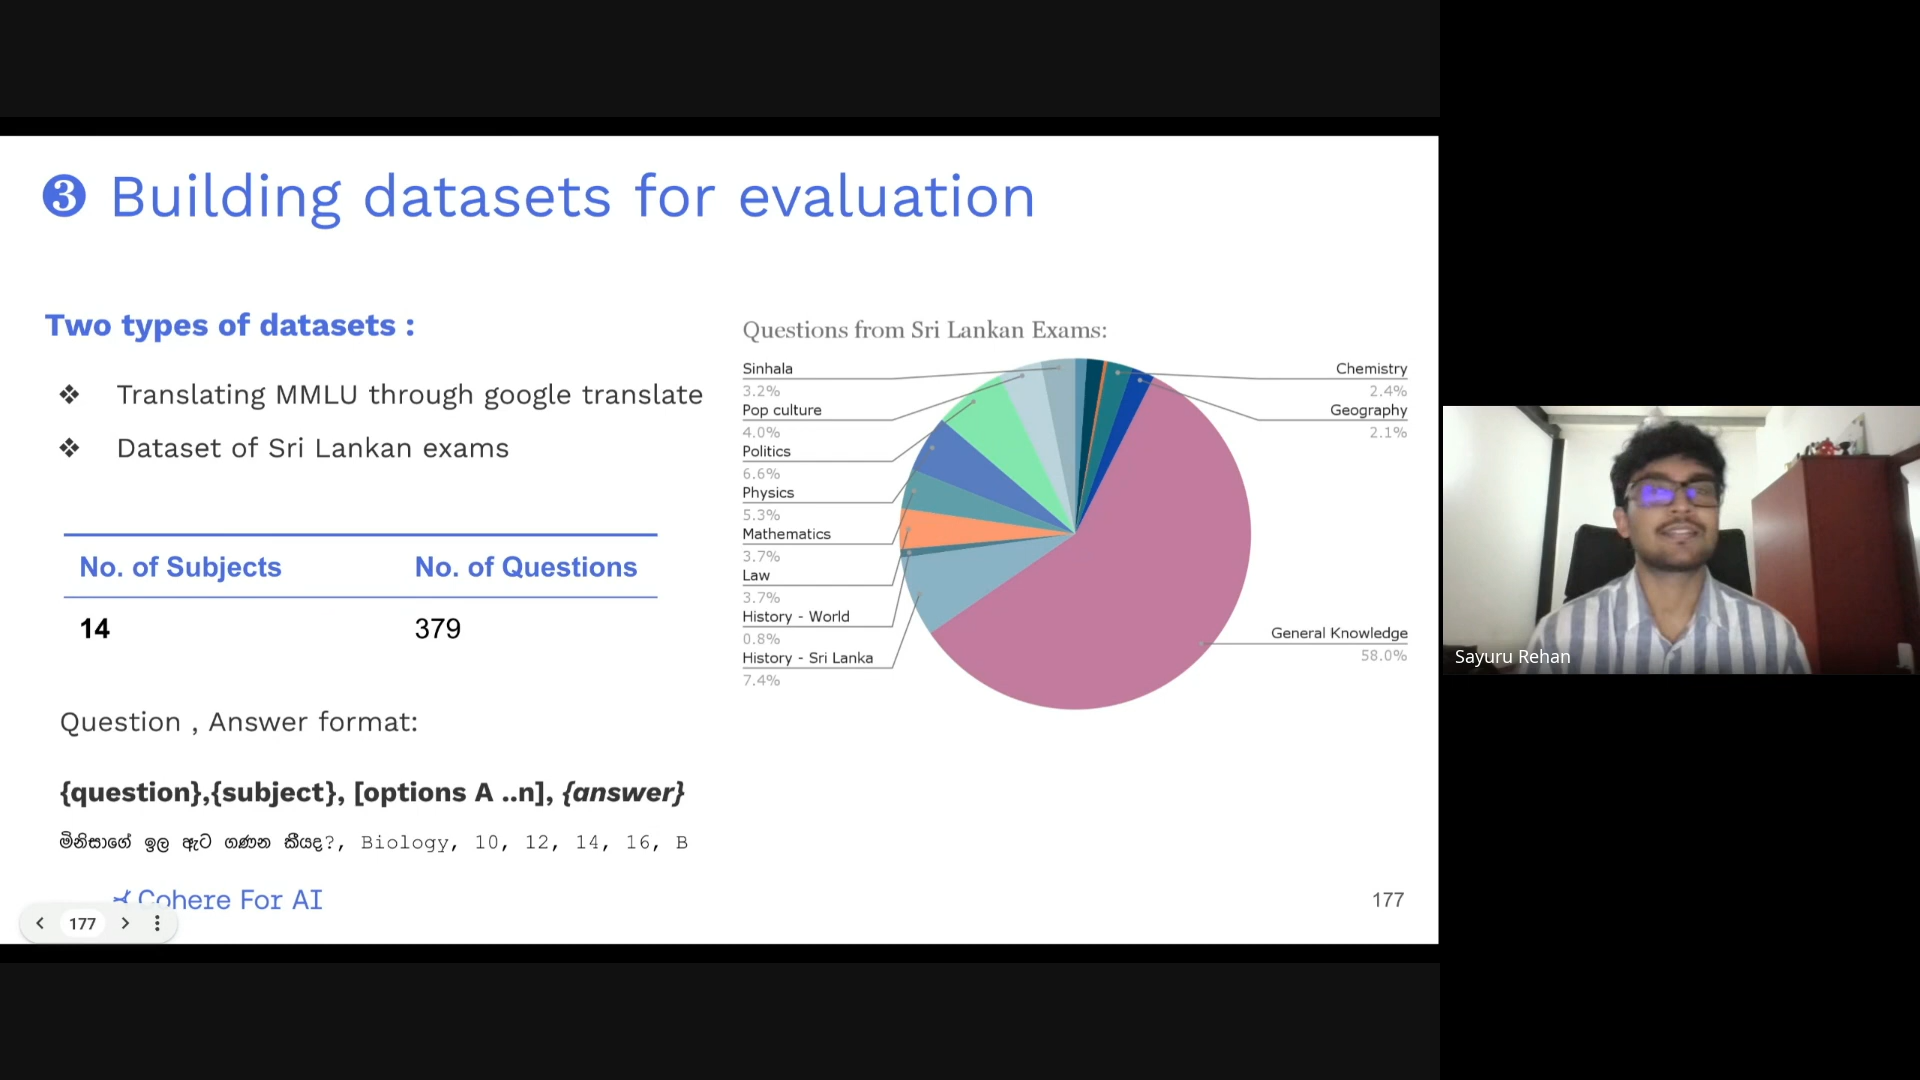 ❸ Building datasets for evaluation
Two types of datasets :
❖ Translating MMLU through google translate
❖ Dataset of Sri Lankan exams
No. of Subjects No. of Questions
14 379
Question , Answer format:
{question},{subject}, [options A ..n], {answer}
මිනිසාගේ ඉල ඇට ගණන කීයද?, Biology, 10, 12, 14, 16, B
Cohere For AI
177
Questions from Sri Lankan Exams:
Sinhala
3.2%
Pop culture
4.0%
Politics
6.6%
Physics
5.3%
Mathematics
3.7%
Law
3.7%
History - World
0.8%
History - Sri Lanka
7.4%
Chemistry
2.4%
Geography
2.1%
General Knowledge
58.0%
177
Sayuru Rehan